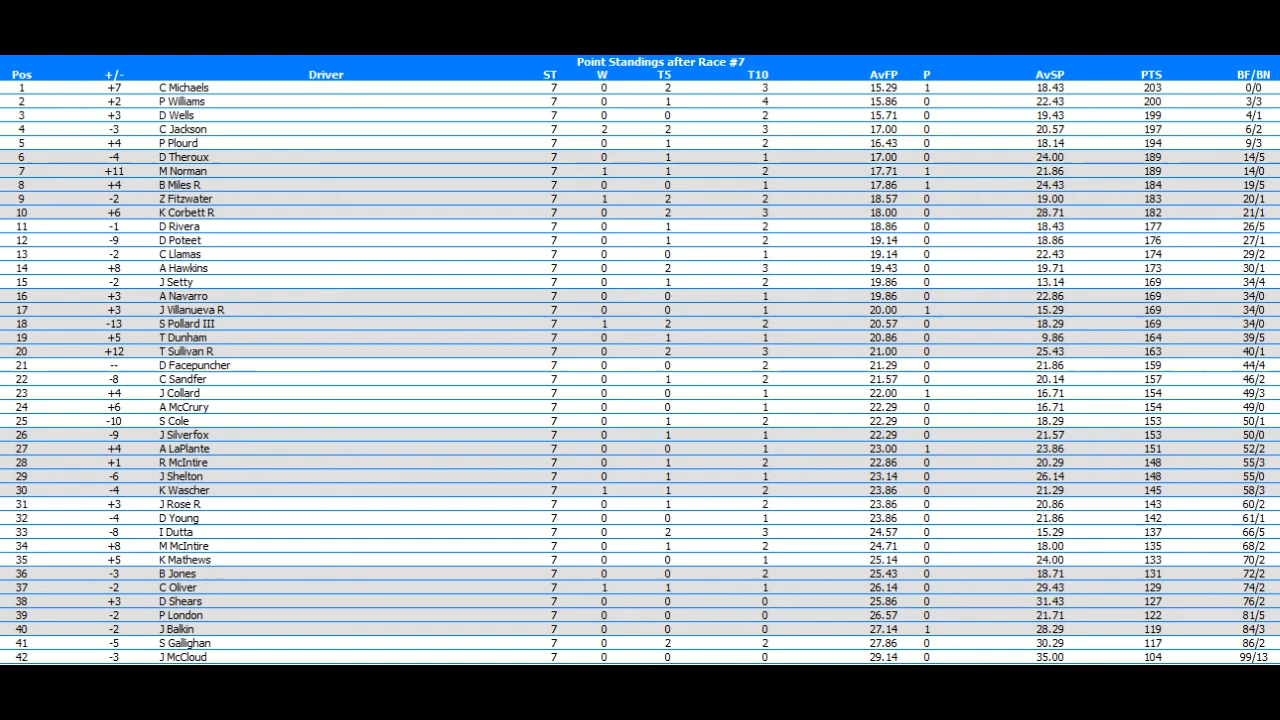 Point Standings after Race #7
Pos +/- Driver ST W T5 T10 AvFP P AvSP PTS BF/BN
1 +7 C Michaels 7 0 2 3 15.29 1 18.43 203 0/0
2 +2 P Williams 7 0 1 4 15.86 0 22.43 200 3/3
3 +3 D Wells 7 0 0 2 15.71 0 19.43 199 4/1
4 -3 C Jackson 7 2 2 3 17.00 0 20.57 197 6/2
5 +4 P Plourd 7 0 1 2 16.43 0 18.14 194 9/3
6 -4 D Theroux 7 0 1 1 17.00 0 24.00 189 14/5
7 +11 M Norman 7 1 1 2 17.71 1 21.86 189 14/0
8 +4 B Miles R 7 0 0 1 17.86 1 24.43 184 19/5
9 -2 Z Fitzwater 7 1 2 2 18.57 0 19.00 183 20/1
10 +6 K Corbett R 7 0 2 3 18.00 0 28.71 182 21/1
11 -1 D Rivera 7 0 1 2 18.86 0 18.43 177 26/5
12 -9 D Poteet 7 0 1 2 19.14 0 18.86 176 27/1
13 -2 C Llamas 7 0 0 1 19.14 0 22.43 174 29/2
14 +8 A Hawkins 7 0 2 3 19.43 0 19.71 173 30/1
15 -2 J Setty 7 0 1 2 19.86 0 13.14 169 34/4
16 +3 A Navarro 7 0 0 1 19.86 0 22.86 169 34/0
17 +3 J Villanueva R 7 0 0 1 20.00 1 15.29 169 34/0
18 -13 S Pollard III 7 1 2 2 20.57 0 18.29 169 34/0
19 +5 T Dunham 7 0 1 1 20.86 0 9.86 164 39/5
20 +12 T Sullivan R 7 0 2 3 21.00 0 25.43 163 40/1
21 -- D Facepuncher 7 0 0 2 21.29 0 21.86 159 44/4
22 -8 C Sandfer 7 0 1 2 21.57 0 20.14 157 46/2
23 +4 J Collard 7 0 0 1 22.00 1 16.71 154 49/3
24 +6 A McCrury 7 0 0 1 22.29 0 16.71 154 49/0
25 -10 S Cole 7 0 1 2 22.29 0 18.29 153 50/1
26 -9 J Silverfox 7 0 1 1 22.29 0 21.57 153 50/0
27 +4 A LaPlante 7 0 0 1 23.00 1 23.86 151 52/2
28 +1 R McIntire 7 0 1 2 22.86 0 20.29 148 55/3
29 -6 J Shelton 7 0 1 1 23.14 0 26.14 148 55/0
30 -4 K Wascher 7 1 1 2 23.86 0 21.29 145 58/3
31 +3 J Rose R 7 0 1 2 23.86 0 20.86 143 60/2
32 -4 D Young 7 0 0 1 23.86 0 21.86 142 61/1
33 -8 I Dutta 7 0 2 3 24.57 0 15.29 137 66/5
34 +8 M McIntire 7 0 1 2 24.71 0 18.00 135 68/2
35 +5 K Mathews 7 0 0 1 25.14 0 24.00 133 70/2
36 -3 B Jones 7 0 0 2 25.43 0 18.71 131 72/2
37 -2 C Oliver 7 1 1 1 26.14 0 29.43 129 74/2
38 +3 D Shears 7 0 0 0 25.86 0 31.43 127 76/2
39 -2 P London 7 0 0 0 26.57 0 21.71 122 81/5
40 -2 J Balkin 7 0 0 0 27.14 1 28.29 119 84/3
41 -5 S Gallighan 7 0 2 2 27.86 0 30.29 117 86/2
42 -3 J McCloud 7 0 0 0 29.14 0 35.00 104 99/13